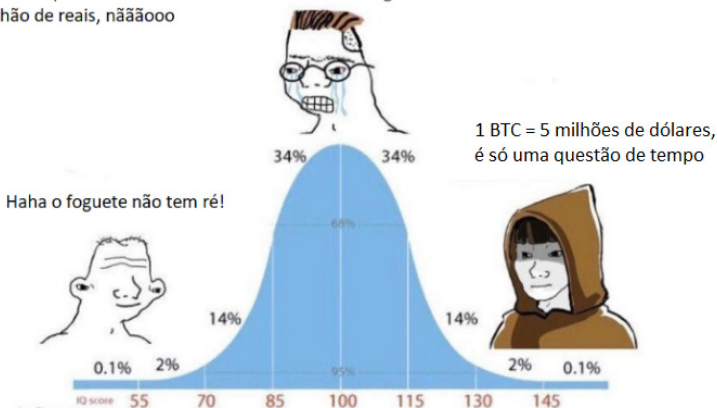 hão de reais, nããããooo
1 BTC = 5 milhões de dólares,
é só uma questão de tempo
34% 34%
Haha o foguete não tem ré!
68%
14% 14%
0.1% 2% 95% 2% 0.1%
IQ score 55 70 85 100 115 130 145